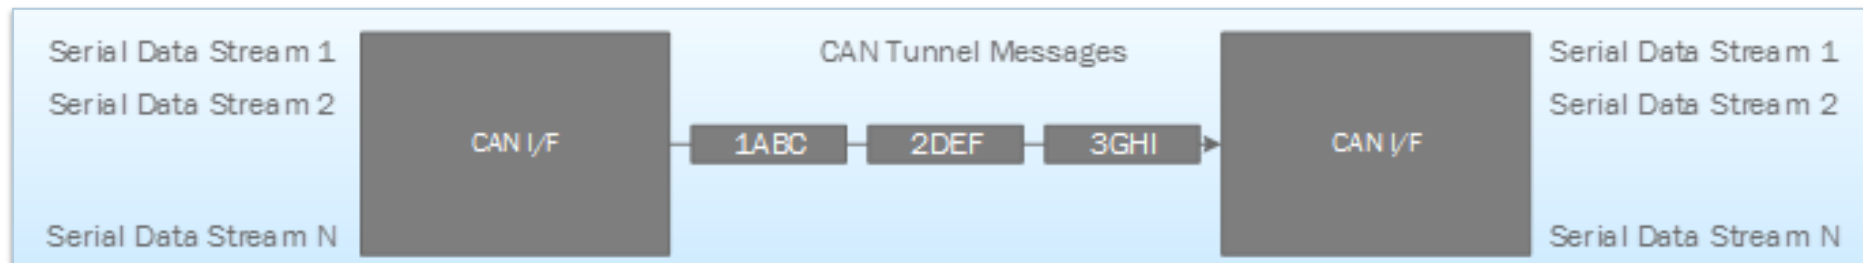 Serial Data Stream 1
Serial Data Stream 2
Serial Data Stream N
CAN I/F
CAN Tunnel Messages
1ABC
2DEF
3GHI
CAN I/F
Serial Data Stream 1
Serial Data Stream 2
Serial Data Stream N